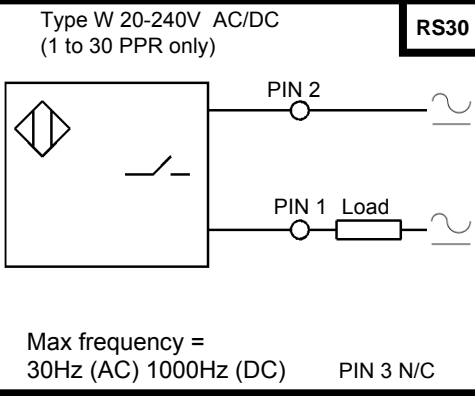 Type W 20-240V AC/DC
(1 to 30 PPR only)
RS30
PIN 2
PIN 1 Load
Max frequency =
30Hz (AC) 1000Hz (DC) PIN 3 N/C